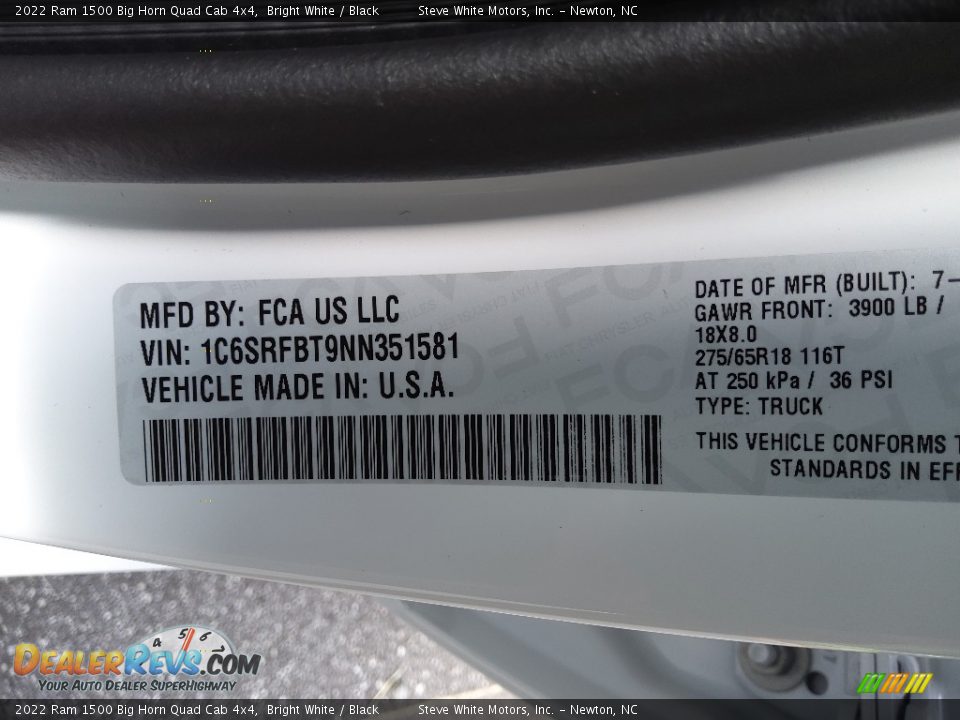 2022 Ram 1500 Big Horn Quad Cab 4x4, Bright White / Black Steve White Motors, Inc. - Newton, NC
MFD BY: FCA US LLC
VIN: 1C6SRFBT9NN351581
VEHICLE MADE IN: U.S.A.
DATE OF MFR (BUILT): 7-
GAWR FRONT: 3900 LB /
18X8.0
275/65R18 116T
AT 250 kPa / 36 PSI
TYPE: TRUCK
THIS VEHICLE CONFORMS
STANDARDS IN
4 5 6
DealerRevs.com
Your Auto Dealer SuperHighway
2022 Ram 1500 Big Horn Quad Cab 4x4, Bright White / Black Steve White Motors, Inc. - Newton, NC